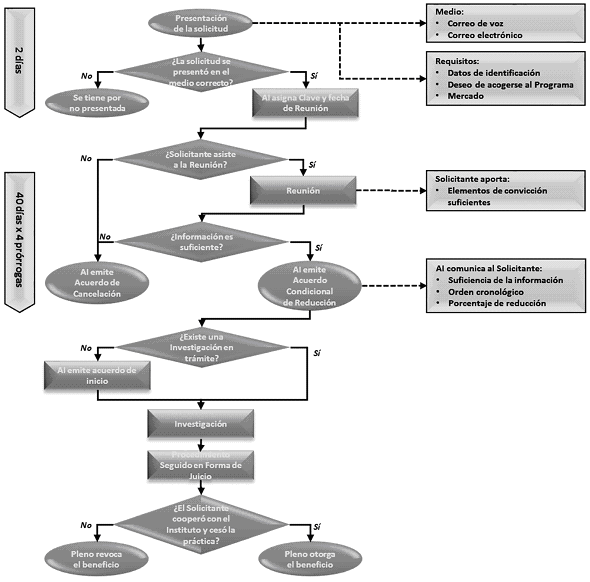 Presentación
de la solicitud
Medio:
• Correo de voz
• Correo electrónico
2 días
¿La solicitud se
presentó en el
medio correcto?
Requisitos:
• Datos de identificación
• Deseo de acogerse al Programa
• Mercado
No
Sí
Se tiene por
no presentada
AI asigna Clave y fecha
de Reunión
40 días x 4 prórrogas
¿Solicitante asiste
a la Reunión?
No
Sí
Reunión
Solicitante aporta:
• Elementos de convicción
suficientes
¿Información es
suficiente?
No
Sí
AI emite
Acuerdo de
Cancelación
AI emite
Acuerdo
Condicional
de Reducción
AI comunica al Solicitante:
• Suficiencia de la información
• Orden cronológico
• Porcentaje de reducción
¿Existe una
Investigación en
trámite?
No
Sí
AI emite acuerdo de
inicio
Investigación
Procedimiento
Seguido en Forma de
Juicio
¿El Solicitante
cooperó con el
Instituto y cesó la
práctica?
No
Sí
Pleno revoca
el beneficio
Pleno otorga
el beneficio